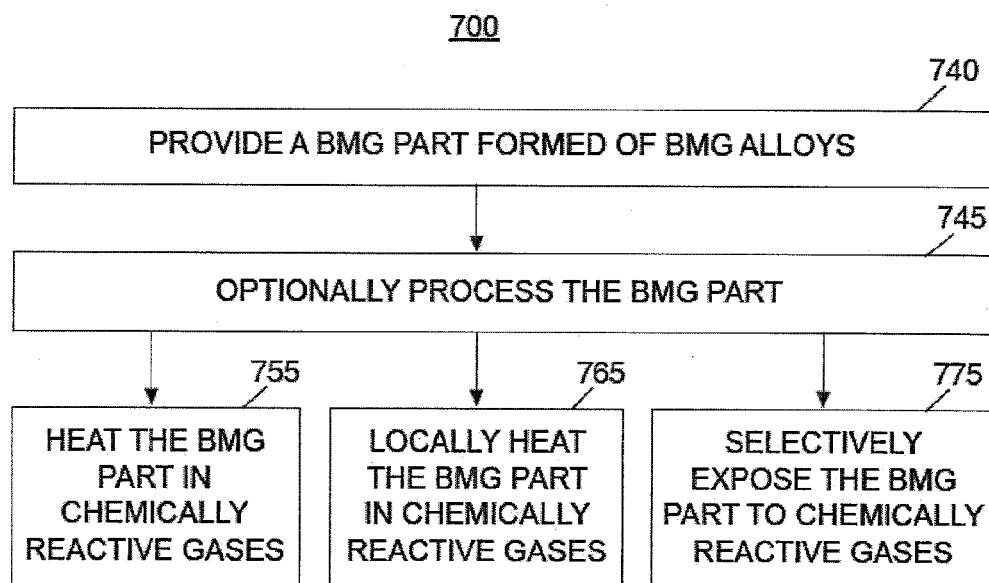 700
740
PROVIDE A BMG PART FORMED OF BMG ALLOYS
745
OPTIONALLY PROCESS THE BMG PART
755
HEAT THE BMG
PART IN
CHEMICALLY
REACTIVE GASES
765
LOCALLY HEAT
THE BMG PART
IN CHEMICALLY
REACTIVE GASES
775
SELECTIVELY
EXPOSE THE BMG
PART TO CHEMICALLY
REACTIVE GASES